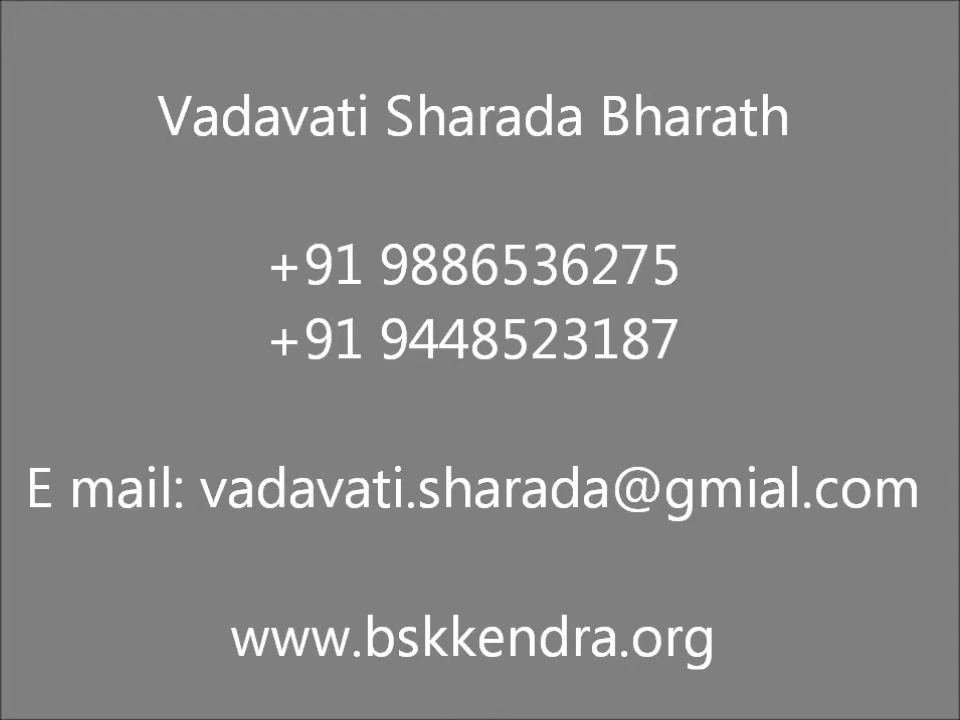 Vadavati Sharada Bharath
+91 9886536275
+91 9448523187
E mail: vadavati.sharada@gmial.com
www.bskkendra.org